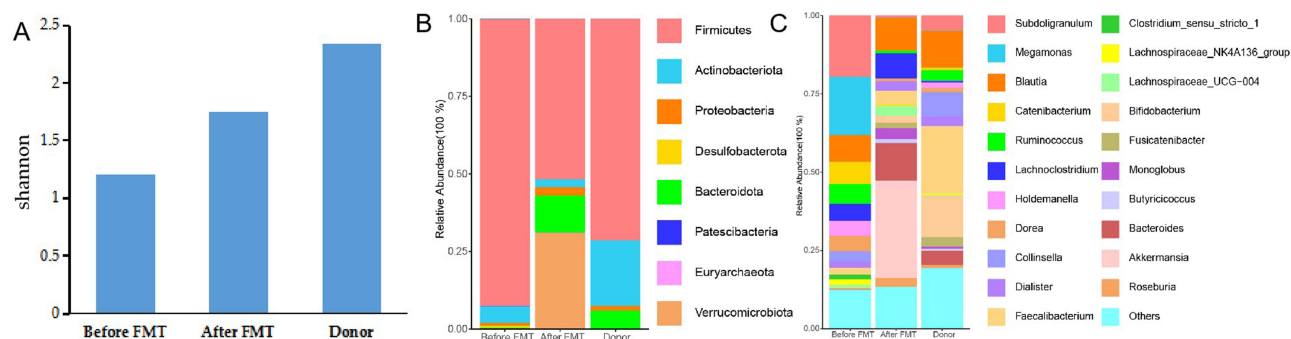 A
shannon
2.5
2
1.5
1
0.5
0
Before FMT
After FMT
Donor
B
Relative Abundance(100 %)
1.00
0.75
0.50
0.25
0.00
Before FMT
After FMT
Donor
Firmicutes
Actinobacteriota
Proteobacteria
Desulfobacterota
Bacteroidota
Patescibacteria
Euryarchaeota
Verrucomicrobiota
C
Relative Abundance(100 %)
1.00
0.75
0.50
0.25
0.00
Before FMT
After FMT
Donor
Subdoligranulum
Megamonas
Blautia
Catenibacterium
Ruminococcus
Lachnoclostridium
Holdemanella
Dorea
Collinsella
Dialister
Faecalibacterium
Clostridium_sensu_stricto_1
Lachnospiraceae_NK4A136_group
Lachnospiraceae_UCG-004
Bifidobacterium
Fusicatenibacter
Monoglobus
Butyricicoccus
Bacteroides
Akkermansia
Roseburia
Others